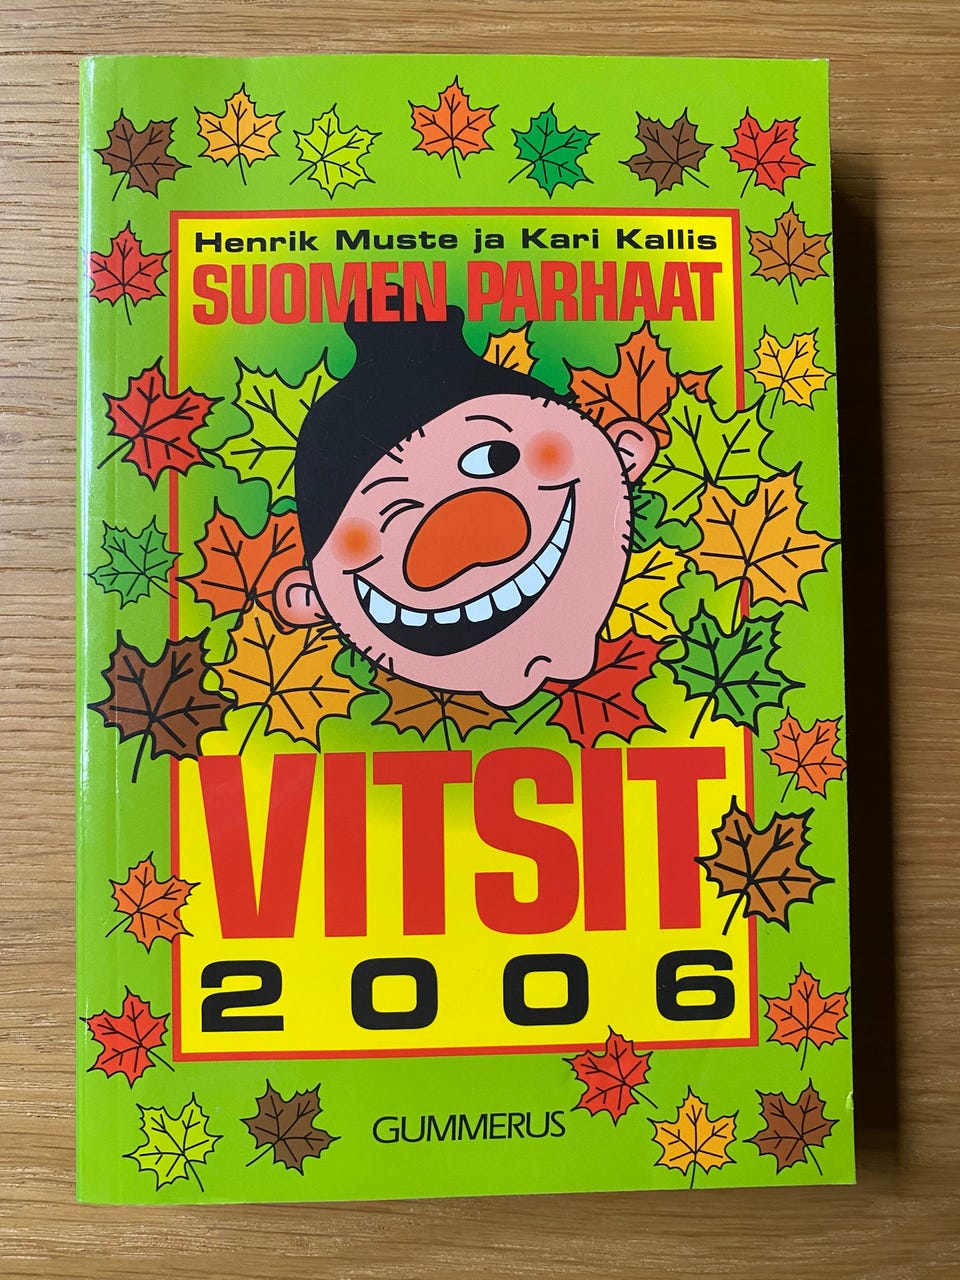 Henrik Muste ja Kari Kallis
SUOMEN PARHAAT
VITSIT
2006
GUMMERUS